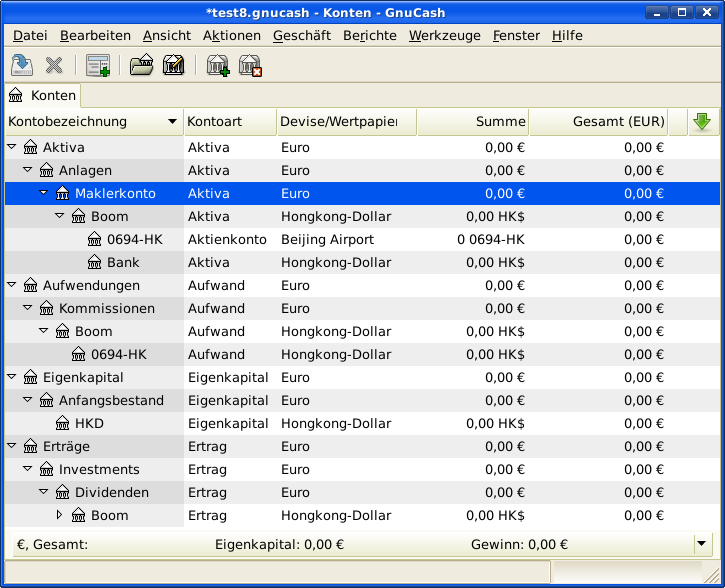 *test8.gnucash - Konten - GnuCash
Datei Bearbeiten Ansicht Aktionen Geschäft Berichte Werkzeuge Fenster Hilfe
Konten
Kontobezeichnung Kontoart Devise/Wertpapier Summe Gesamt (EUR)
Aktiva Aktiva Euro 0,00 € 0,00 €
Anlagen Aktiva Euro 0,00 € 0,00 €
Maklerkonto Aktiva Euro 0,00 € 0,00 €
Boom Aktiva Hongkong-Dollar 0,00 HK$ 0,00 €
0694-HK Aktienkonto Beijing Airport 0 0694-HK 0,00 €
Bank Aktiva Hongkong-Dollar 0,00 HK$ 0,00 €
Aufwendungen Aufwand Euro 0,00 € 0,00 €
Kommissionen Aufwand Euro 0,00 € 0,00 €
Boom Aufwand Hongkong-Dollar 0,00 HK$ 0,00 €
0694-HK Aufwand Hongkong-Dollar 0,00 HK$ 0,00 €
Eigenkapital Eigenkapital Euro 0,00 € 0,00 €
Anfangsbestand Eigenkapital Euro 0,00 € 0,00 €
HKD Eigenkapital Hongkong-Dollar 0,00 HK$ 0,00 €
Erträge Ertrag Euro 0,00 € 0,00 €
Investments Ertrag Euro 0,00 € 0,00 €
Dividenden Ertrag Euro 0,00 € 0,00 €
Boom Ertrag Hongkong-Dollar 0,00 HK$ 0,00 €
€, Gesamt: Eigenkapital: 0,00 € Gewinn: 0,00 €